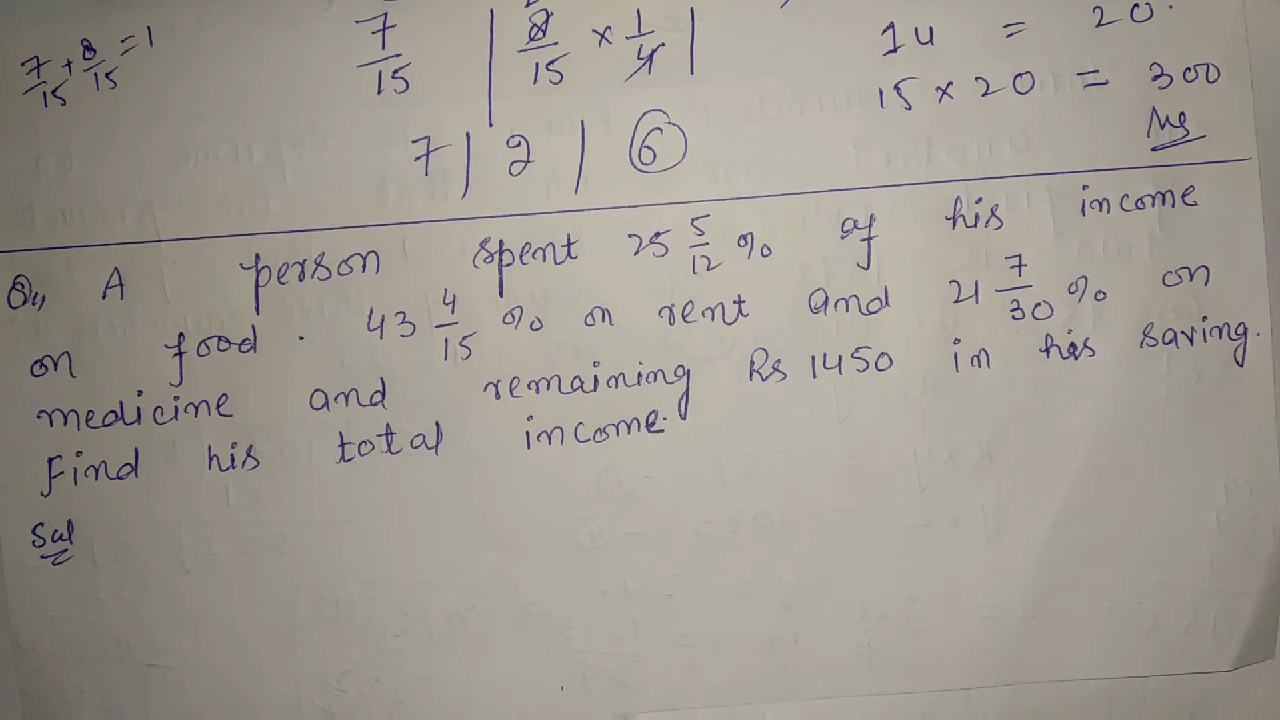 7/15 + 8/15 = 1
7/15 | 8/15 × 1/4 |
1u = 20.
15 × 20 = 300
7 | 2 | 6
Q4 A person spent 25 5/12 % of his income
on food. 43 4/15 % on rent and 21 7/30 % on
medicine and remaining Rs 1450 in his saving.
Find his total income.
Sol